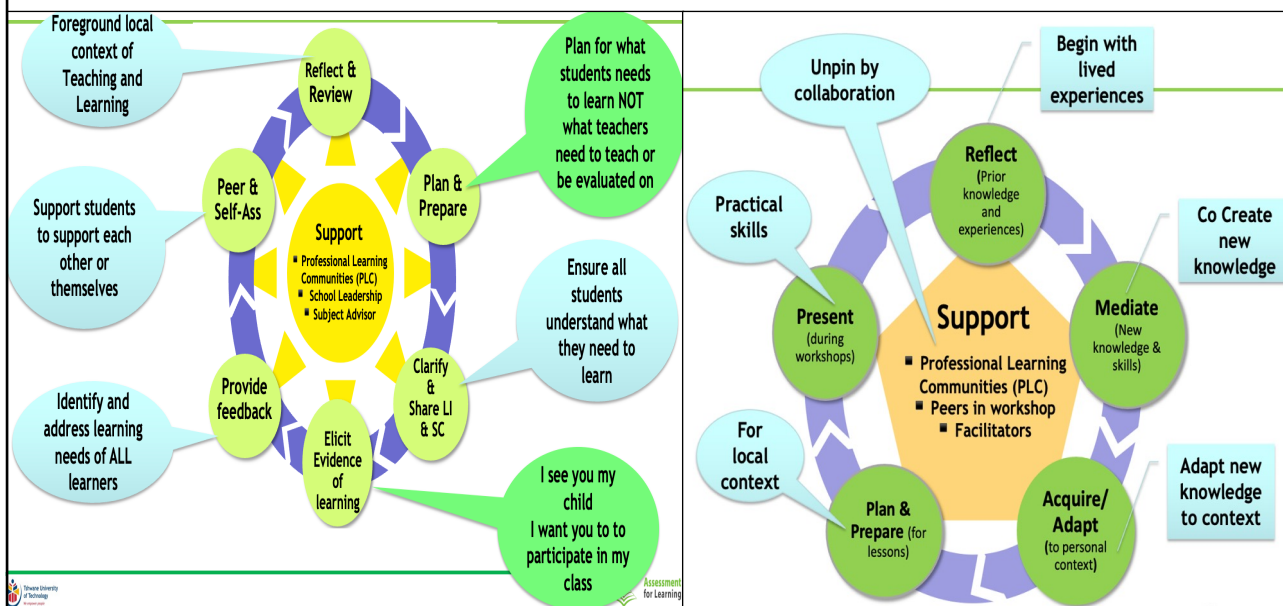 Foreground local
context of
Teaching and
Learning
Reflect &
Review
Plan for what
students needs
to learn NOT
what teachers
need to teach or
be evaluated on
Peer &
Self-Ass
Plan &
Prepare
Support students
to support each
other or
themselves
Support
▪ Professional Learning
Communities (PLC)
▪ School Leadership
▪ Subject Advisor
Ensure all
students
understand what
they need to
learn
Provide
feedback
Clarify
&
Share LI
& SC
Identify and
address learning
needs of ALL
learners
Elicit
Evidence
of
learning
I see you my
child
I want you to to
participate in my
class
Tshwane University
of Technology
We empower people
Assessment
for Learning
Unpin by
collaboration
Begin with
lived
experiences
Reflect
(Prior
knowledge
and
experiences)
Practical
skills
Co Create
new
knowledge
Present
(during
workshops)
Support
▪ Professional Learning
Communities (PLC)
▪ Peers in workshop
▪ Facilitators
Mediate
(New
knowledge &
skills)
For
local
context
Plan &
Prepare (for
lessons)
Acquire/
Adapt
(to personal
context)
Adapt new
knowledge
to context